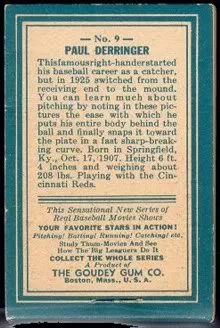 — No. 9 —
PAUL DERRINGER
Thisfamousright-handerstarted
his baseball career as a catcher,
but in 1925 switched from the
receiving end to the mound.
You can learn much about
pitching by noting in these pic-
tures the ease with which he
puts his entire body behind the
ball and finally snaps it toward
the plate in a fast sharp-break-
ing curve. Born in Springfield,
Ky., Oct. 17, 1907. Height 6 ft.
4 inches and weighing about
208 lbs. Playing with the Cin-
cinnati Reds.
This Sensational New Series of
Real Baseball Movies Shows
YOUR FAVORITE STARS IN ACTION!
Pitching! Batting! Running! Catching! etc.
Study Thum-Movies And See
How The Big Leaguers Do It
COLLECT THE WHOLE SERIES
A Product of
THE GOUDEY GUM CO.
Boston, Mass., U. S. A.